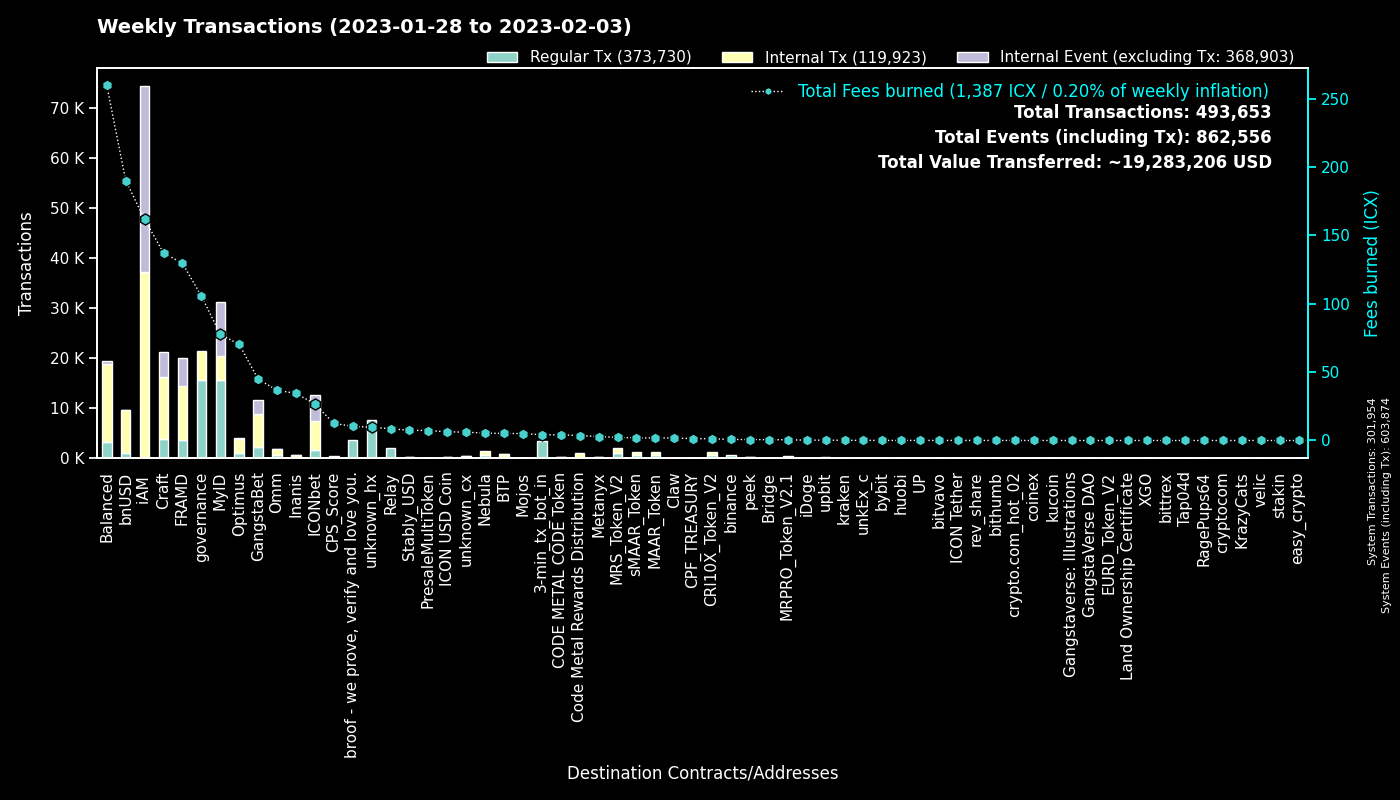 Weekly Transactions (2023-01-28 to 2023-02-03)
Regular Tx (373,730)
Internal Tx (119,923)
Internal Event (excluding Tx: 368,903)
Total Fees burned (1,387 ICX / 0.20% of weekly inflation)
Total Transactions: 493,653
Total Events (including Tx): 862,556
Total Value Transferred: ~19,283,206 USD
Transactions
70 K
60 K
50 K
40 K
30 K
20 K
10 K
0 K
250
200
150
100
50
0
Fees burned (ICX)
Balanced
bnUSD
iAM
Craft
FRAMD
governance
MyID
Optimus
GangstaBet
Omm
Inanis
ICONbet
CPS_Score
broof - we prove, verify and love you.
unknown_hx
Relay
Stably_USD
PresaleMultiToken
ICON USD Coin
unknown_cx
Nebula
BTP
Mojos
3-min_tx_bot_in
CODE METAL CODE Token
Code Metal Rewards Distribution
Metanyx
MRS_Token_V2
sMAAR_Token
MAAR_Token
Claw
CPF_TREASURY
CRI10X_Token_V2
binance
peek
Bridge
MRPRO_Token_V2.1
iDoge
upbit
kraken
unkEx_c
bybit
huobi
UP
bitvavo
ICON Tether
rev_share
bithumb
crypto.com_hot_02
coinex
kucoin
Gangstaverse: Illustrations
GangstaVerse DAO
EURD_Token_V2
Land Ownership Certificate
XGO
bittrex
Tap04d
RagePups64
cryptocom
KrazyCats
velic
stakin
easy_crypto
Destination Contracts/Addresses
System Transactions: 301,954
System Events (including Tx): 603,874